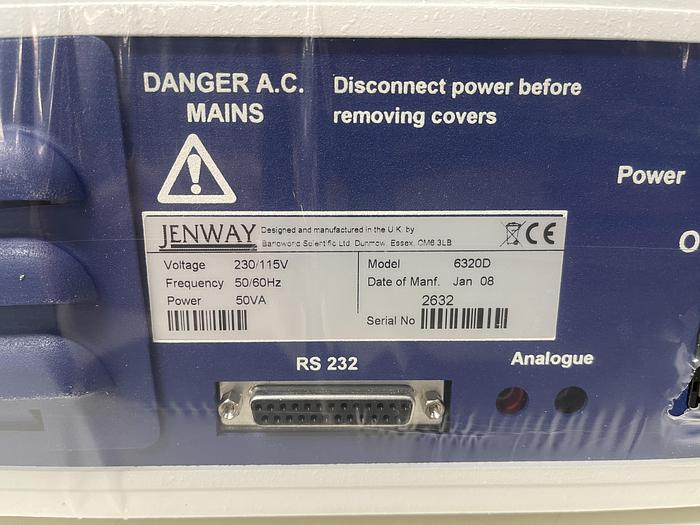 DANGER A.C.
MAINS
Disconnect power before
removing covers
Power
O
JENWAY
Designed and manufactured in the U.K. by
Barloworld Scientific Ltd, Dunmow, Essex, CM6 3LB
CE
Voltage 230/115V
Frequency 50/60Hz
Power 50VA
Model 6320D
Date of Manf. Jan 08
2632
Serial No
RS 232
Analogue